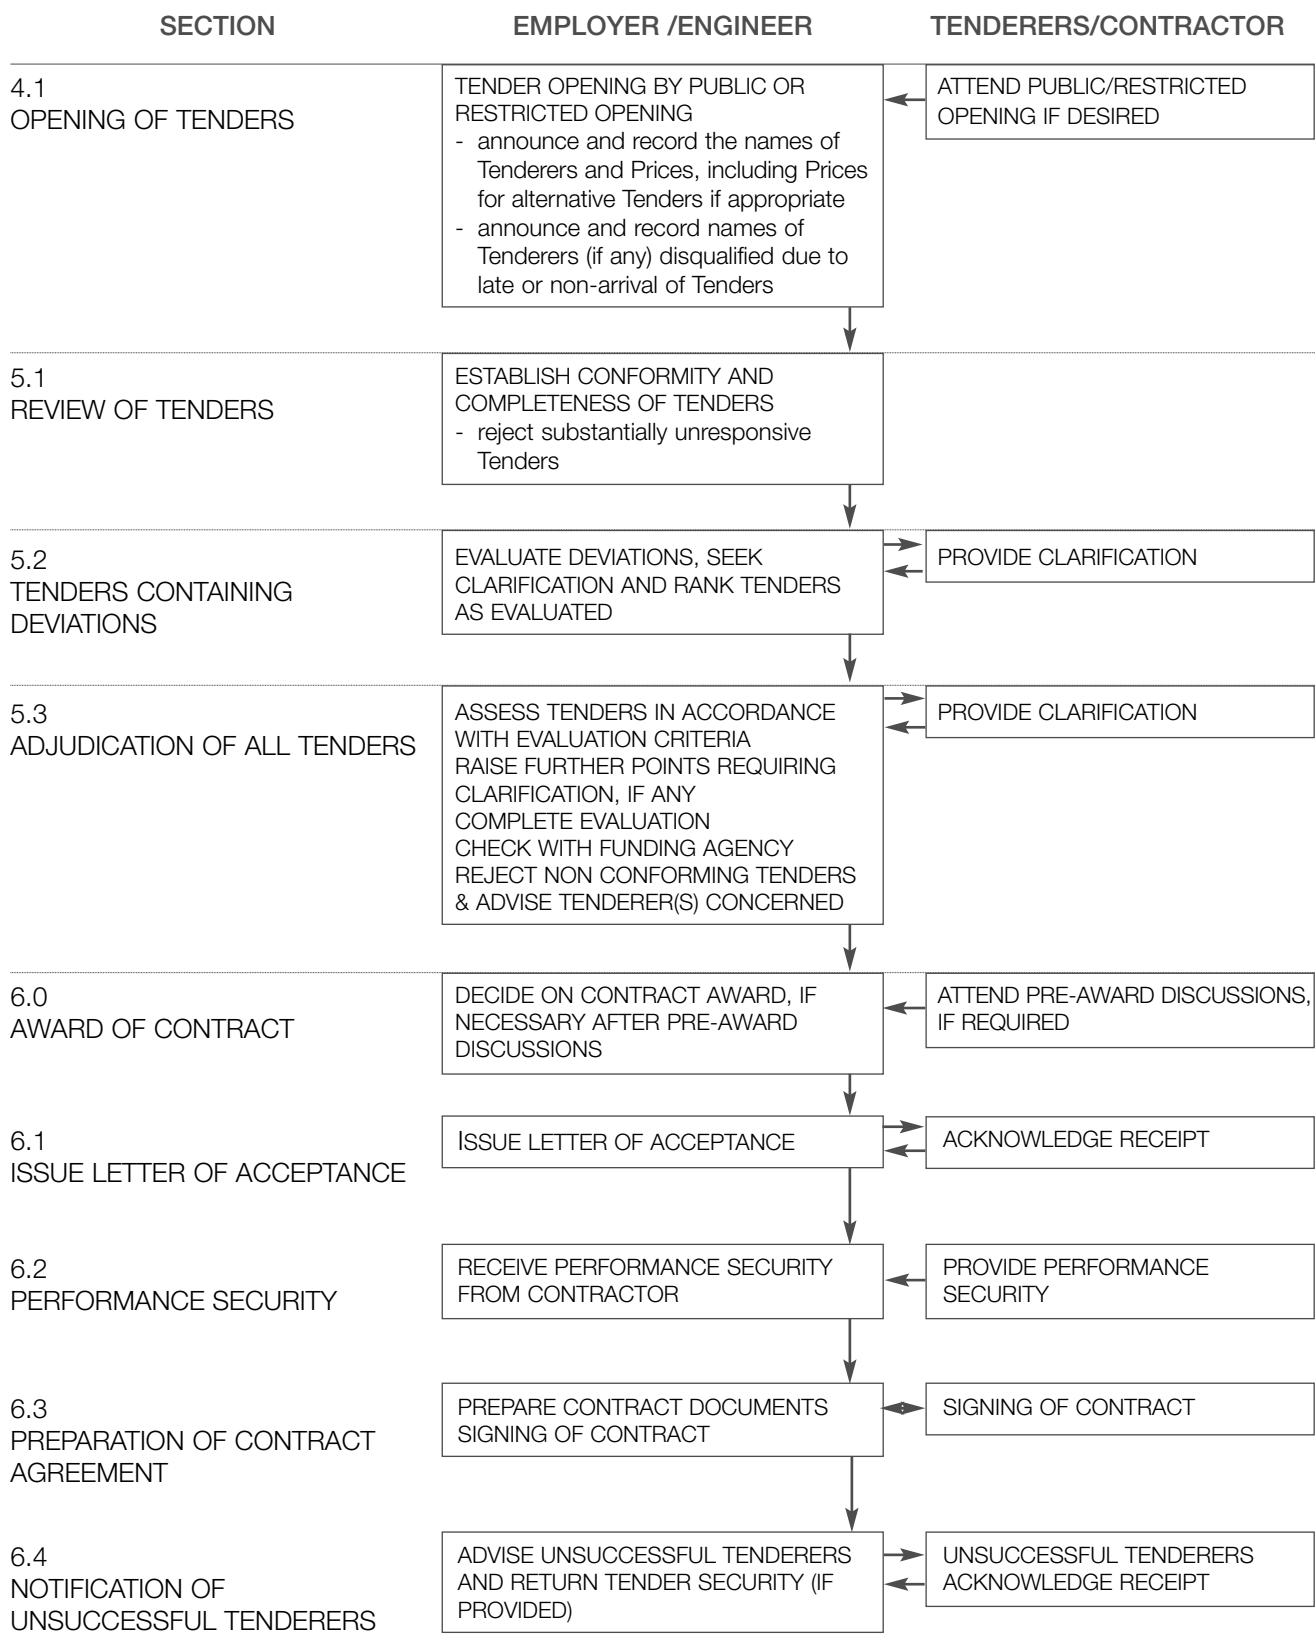 SECTION
EMPLOYER /ENGINEER
TENDERERS/CONTRACTOR
4.1
OPENING OF TENDERS
TENDER OPENING BY PUBLIC OR
RESTRICTED OPENING
- announce and record the names of
Tenderers and Prices, including Prices
for alternative Tenders if appropriate
- announce and record names of
Tenderers (if any) disqualified due to
late or non-arrival of Tenders
ATTEND PUBLIC/RESTRICTED
OPENING IF DESIRED
5.1
REVIEW OF TENDERS
ESTABLISH CONFORMITY AND
COMPLETENESS OF TENDERS
- reject substantially unresponsive
Tenders
5.2
TENDERS CONTAINING
DEVIATIONS
EVALUATE DEVIATIONS, SEEK
CLARIFICATION AND RANK TENDERS
AS EVALUATED
PROVIDE CLARIFICATION
5.3
ADJUDICATION OF ALL TENDERS
ASSESS TENDERS IN ACCORDANCE
WITH EVALUATION CRITERIA
RAISE FURTHER POINTS REQUIRING
CLARIFICATION, IF ANY
COMPLETE EVALUATION
CHECK WITH FUNDING AGENCY
REJECT NON CONFORMING TENDERS
& ADVISE TENDERER(S) CONCERNED
PROVIDE CLARIFICATION
6.0
AWARD OF CONTRACT
DECIDE ON CONTRACT AWARD, IF
NECESSARY AFTER PRE-AWARD
DISCUSSIONS
ATTEND PRE-AWARD DISCUSSIONS,
IF REQUIRED
6.1
ISSUE LETTER OF ACCEPTANCE
ISSUE LETTER OF ACCEPTANCE
ACKNOWLEDGE RECEIPT
6.2
PERFORMANCE SECURITY
RECEIVE PERFORMANCE SECURITY
FROM CONTRACTOR
PROVIDE PERFORMANCE
SECURITY
6.3
PREPARATION OF CONTRACT
AGREEMENT
PREPARE CONTRACT DOCUMENTS
SIGNING OF CONTRACT
SIGNING OF CONTRACT
6.4
NOTIFICATION OF
UNSUCCESSFUL TENDERERS
ADVISE UNSUCCESSFUL TENDERERS
AND RETURN TENDER SECURITY (IF
PROVIDED)
UNSUCCESSFUL TENDERERS
ACKNOWLEDGE RECEIPT